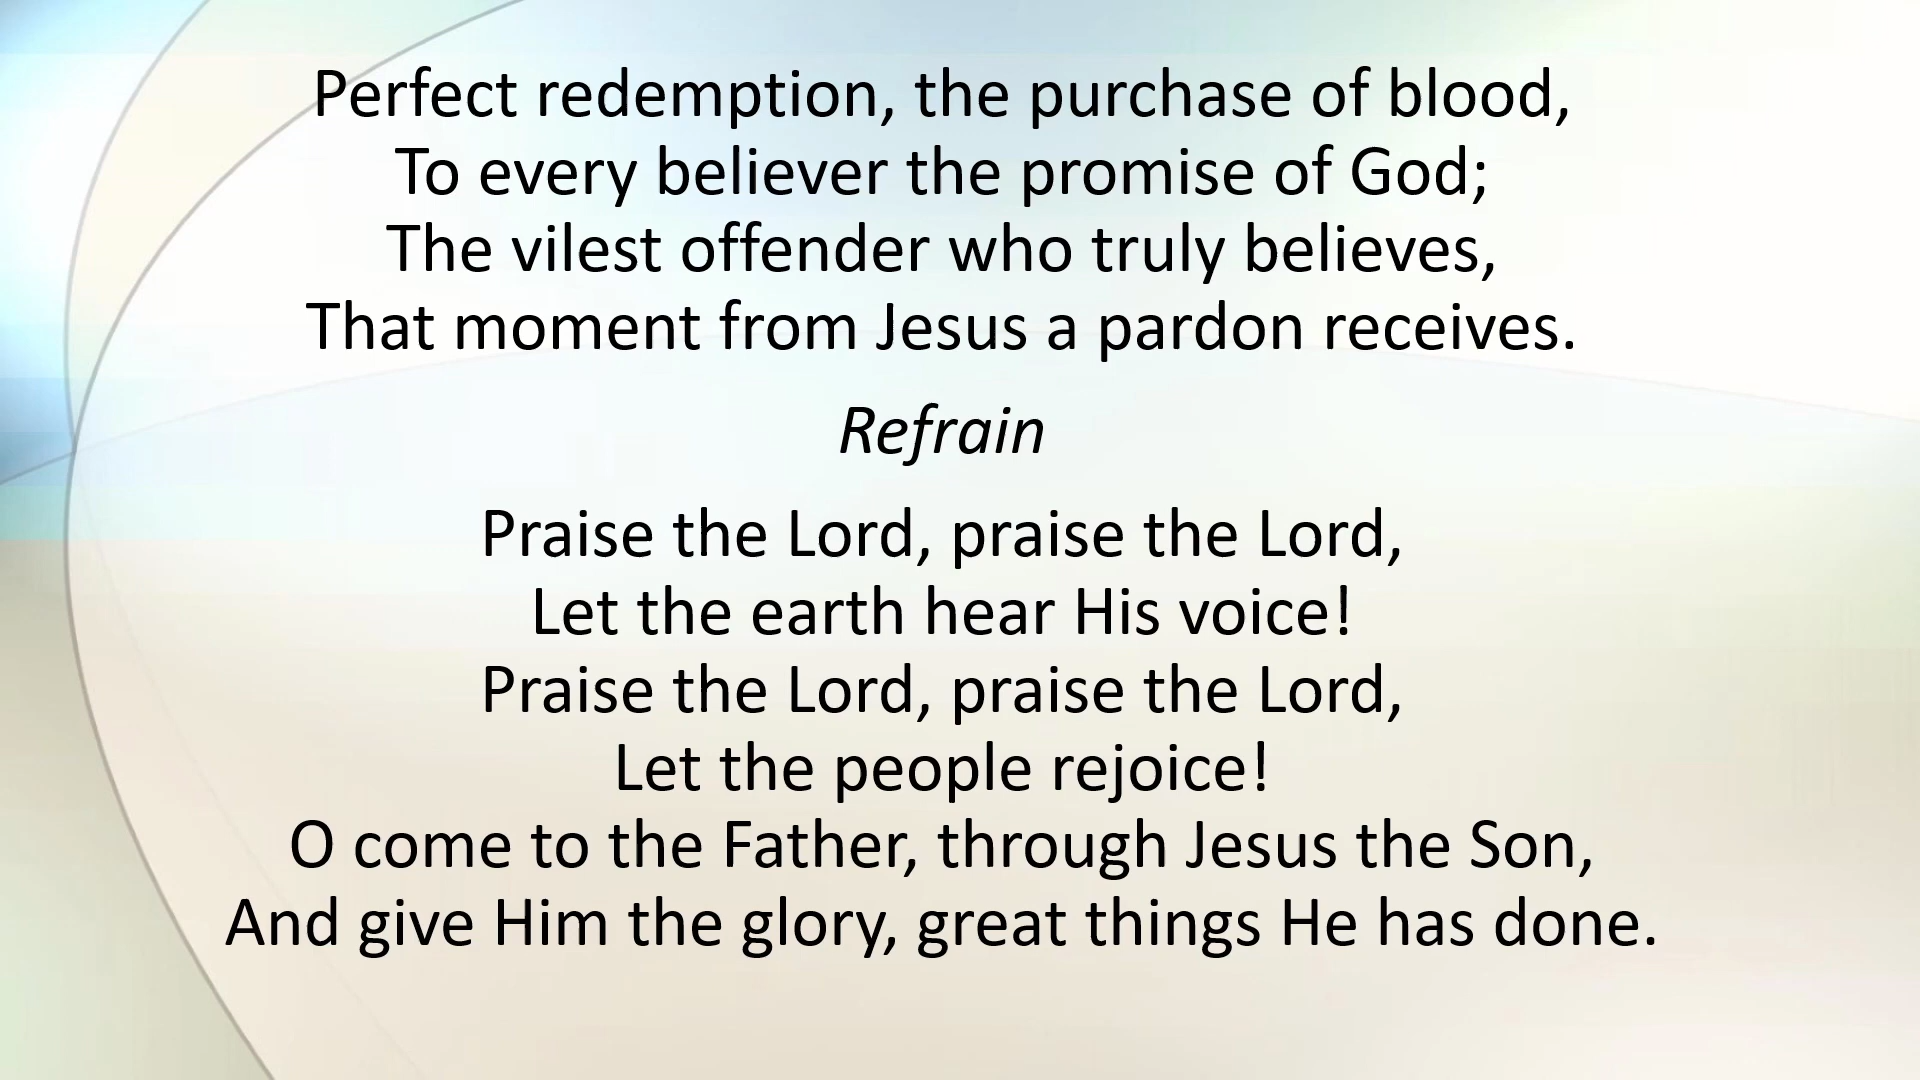 Perfect redemption, the purchase of blood,
To every believer the promise of God;
The vilest offender who truly believes,
That moment from Jesus a pardon receives.
Refrain
Praise the Lord, praise the Lord,
Let the earth hear His voice!
Praise the Lord, praise the Lord,
Let the people rejoice!
O come to the Father, through Jesus the Son,
And give Him the glory, great things He has done.